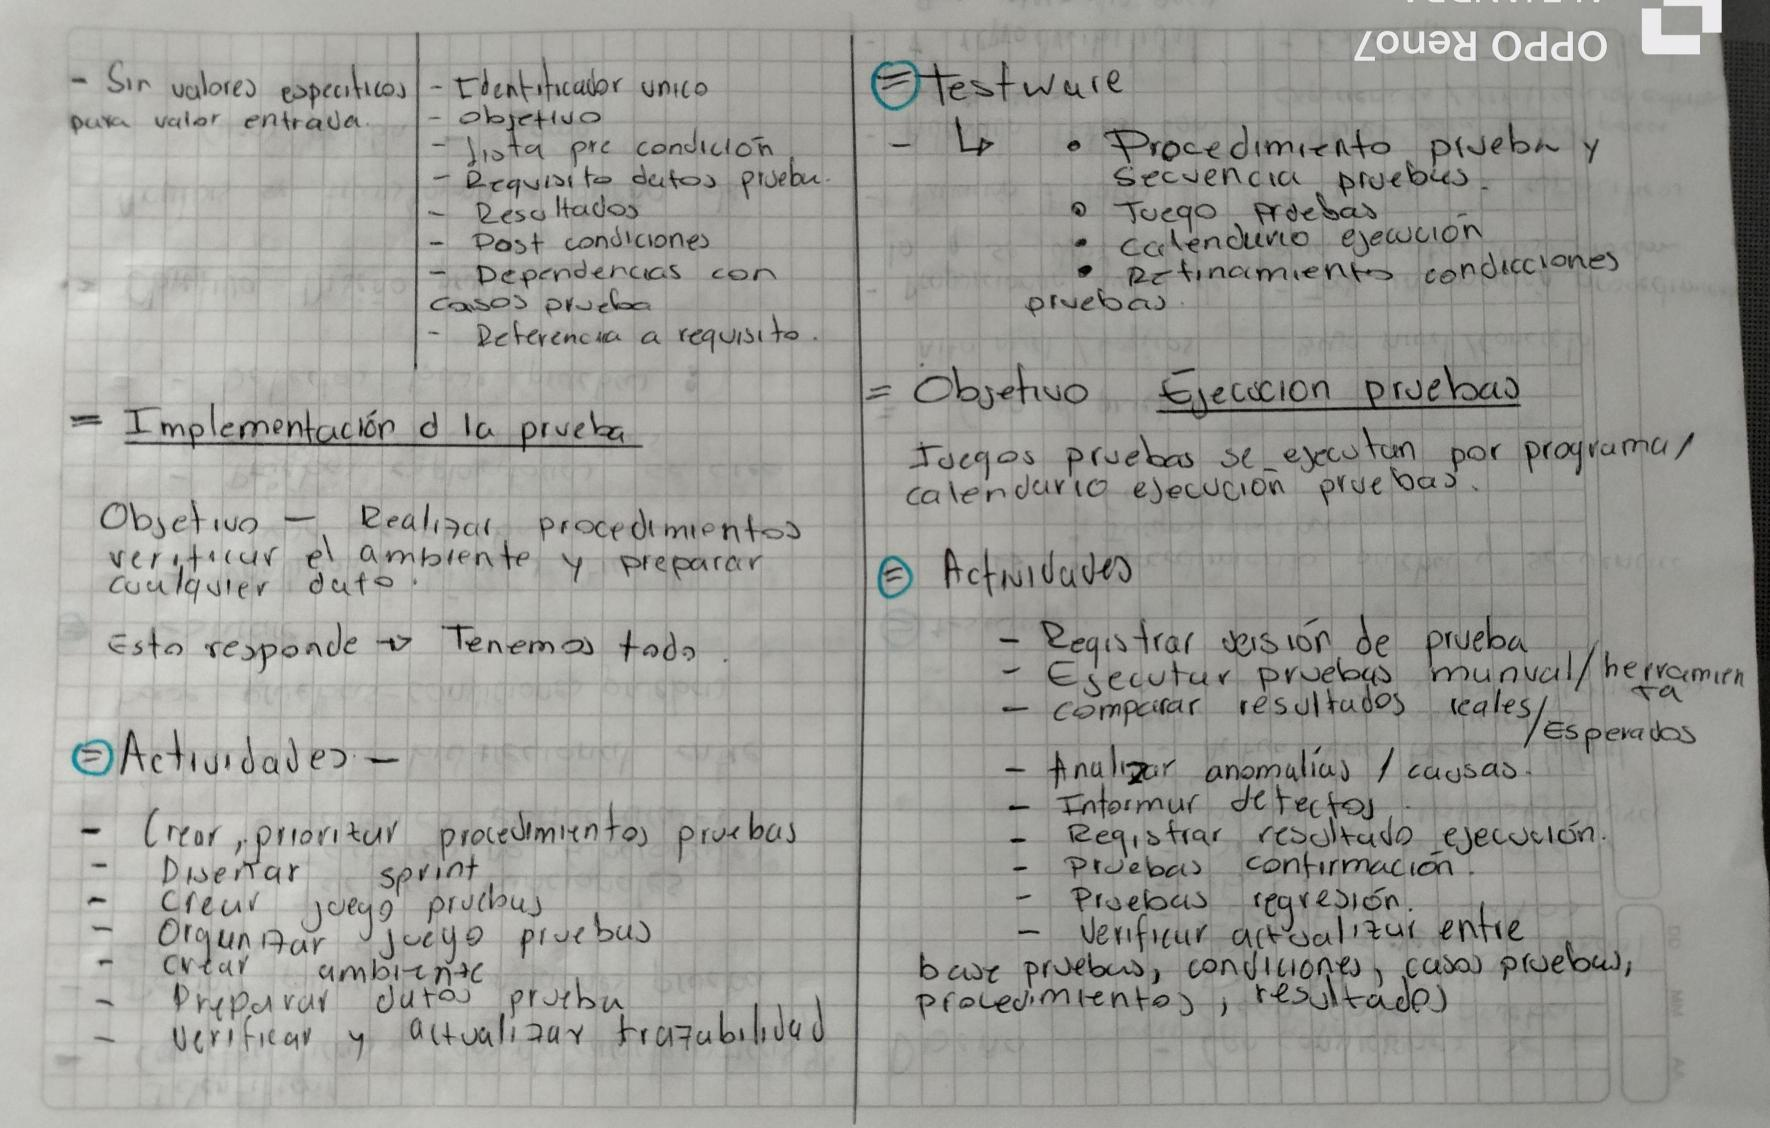 - Sin valores especificos
para valor entrada.
- Identificador unico
- Objetivo
- lista pre condición
- Requisito datos prueba.
- Resultados
- Post condiciones
- Dependencias con
casos prueba
- Referencia a requisito.
= Implementación d la prueba
Objetivo - Realizar procedimientos
verificar el ambiente y preparar
cualquier dato.
Esto responde → Tenemos todo.
= Actividades -
- Crear, priorizar procedimientos pruebas
- Diseñar sprint
- Crear juego pruebas
- Organizar juego pruebas
- crear ambiente
- Preparar datos prueba
- Verificar y actualizar trazabilidad
= Testware
- ↳ • Procedimiento prueba y
secuencia pruebas.
• Juego pruebas
• calendario ejecución
• Refinamiento condicciones
pruebas.
= Objetivo Ejecucion pruebas
Juegos pruebas se ejecutan por programa/
calendario ejecución pruebas.
= Actividades
- Registrar versión de prueba
- Ejecutar pruebas manual/herramien
ta
- comparar resultados reales/
/Esperados
- Analizar anomalías / causas.
- Informar defectos.
- Registrar resultado ejecución.
- Pruebas confirmación.
- Pruebas regresión.
- Verificar actualizar entre
base pruebas, condiciones, casos pruebas,
procedimientos, resultados
OPPO Reno7